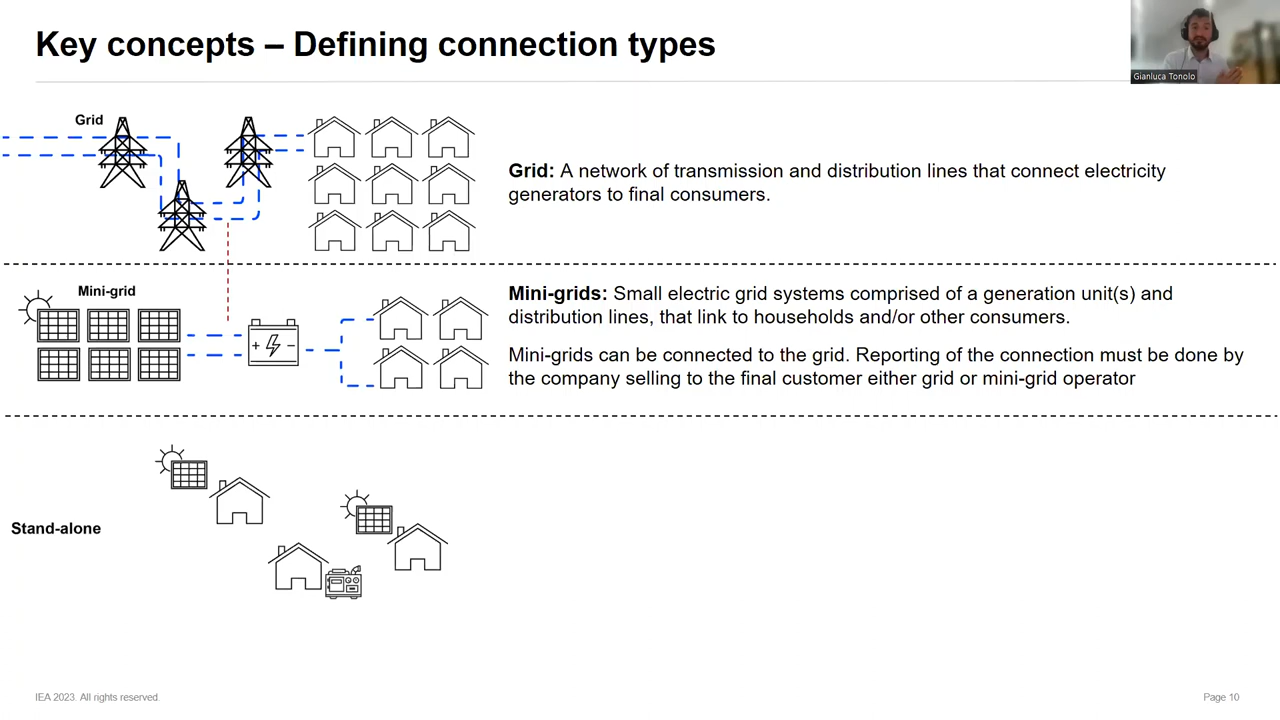 Key concepts – Defining connection types
Gianluca Tonolo
Grid
Grid: A network of transmission and distribution lines that connect electricity
generators to final consumers.
Mini-grid
Mini-grids: Small electric grid systems comprised of a generation unit(s) and
distribution lines, that link to households and/or other consumers.
Mini-grids can be connected to the grid. Reporting of the connection must be done by
the company selling to the final customer either grid or mini-grid operator
Stand-alone
IEA 2023. All rights reserved.
Page 10